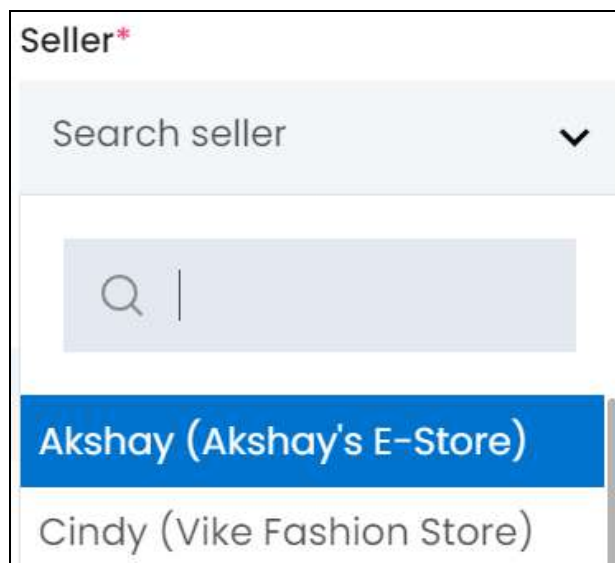 Seller*
Search seller
Akshay (Akshay's E-Store)
Cindy (Vike Fashion Store)